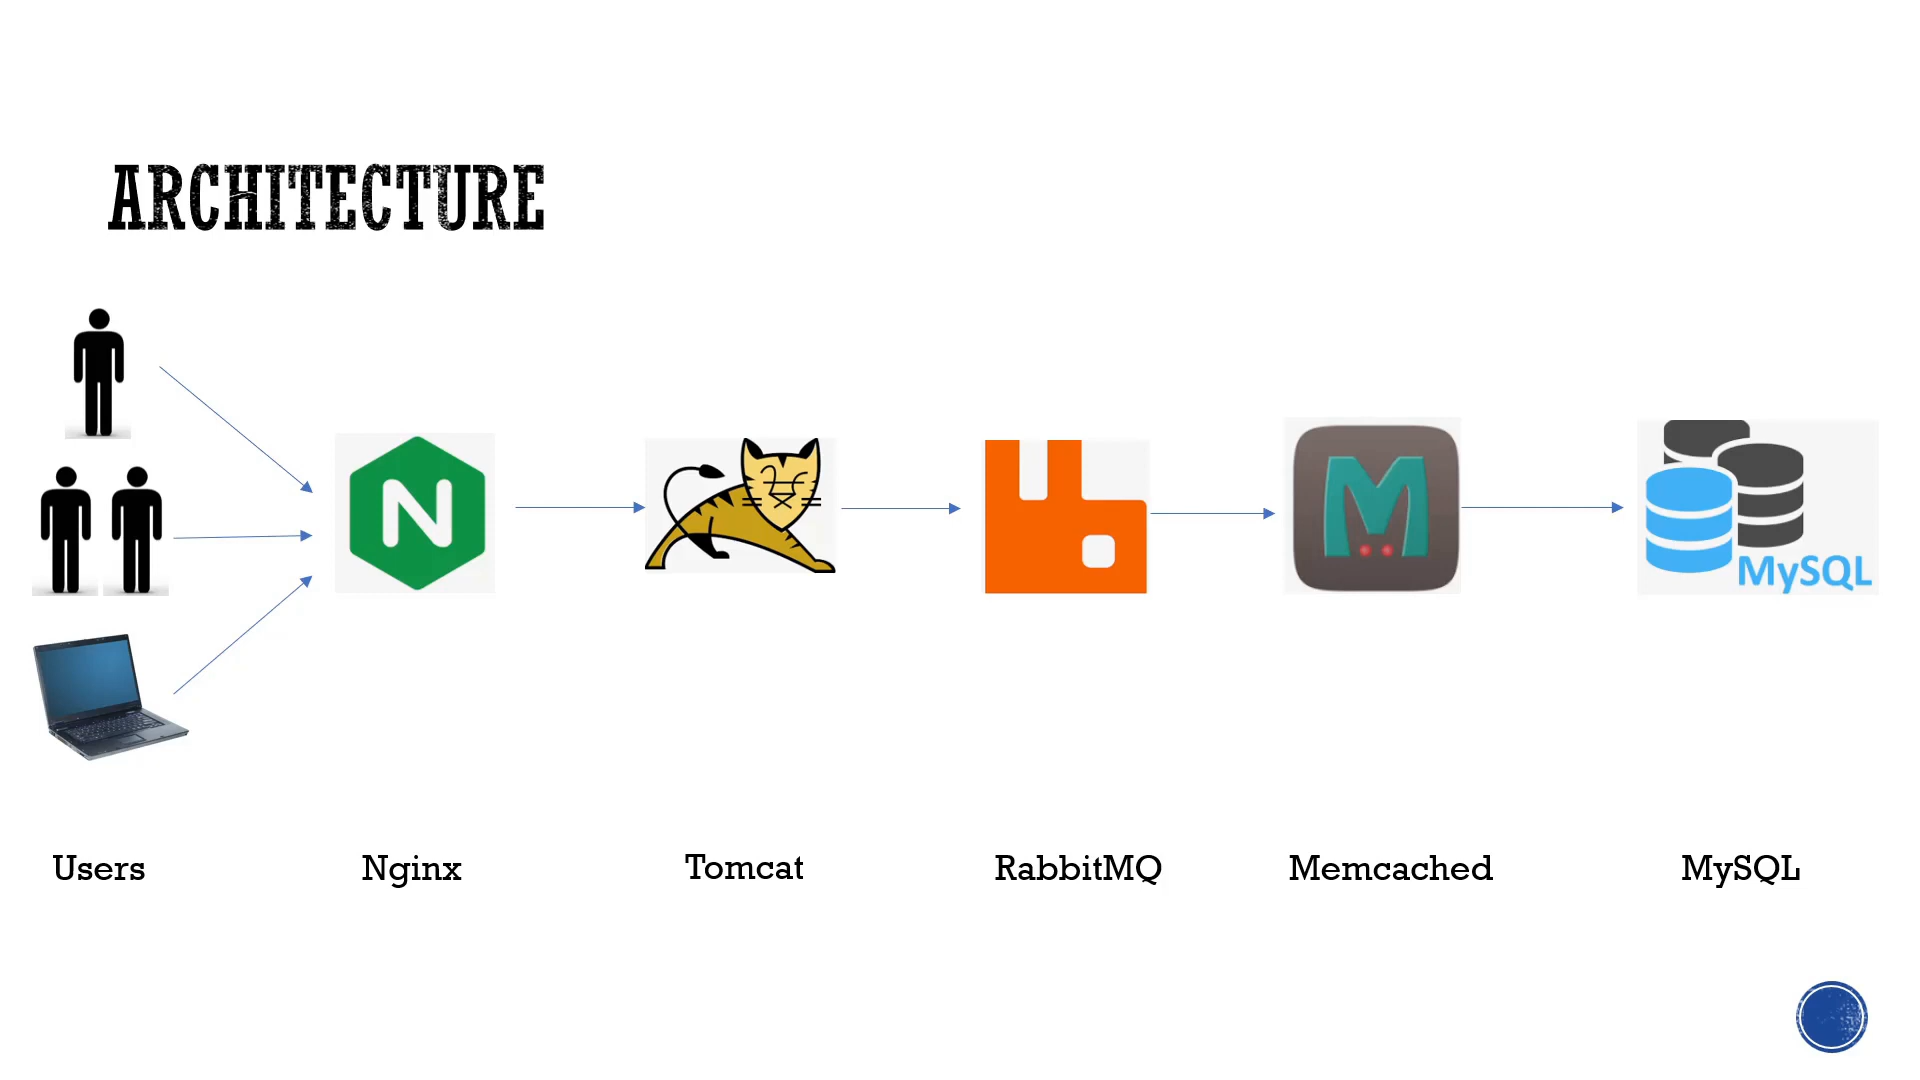 ARCHITECTURE
N
M
MySQL
Users
Nginx
Tomcat
RabbitMQ
Memcached
MySQL